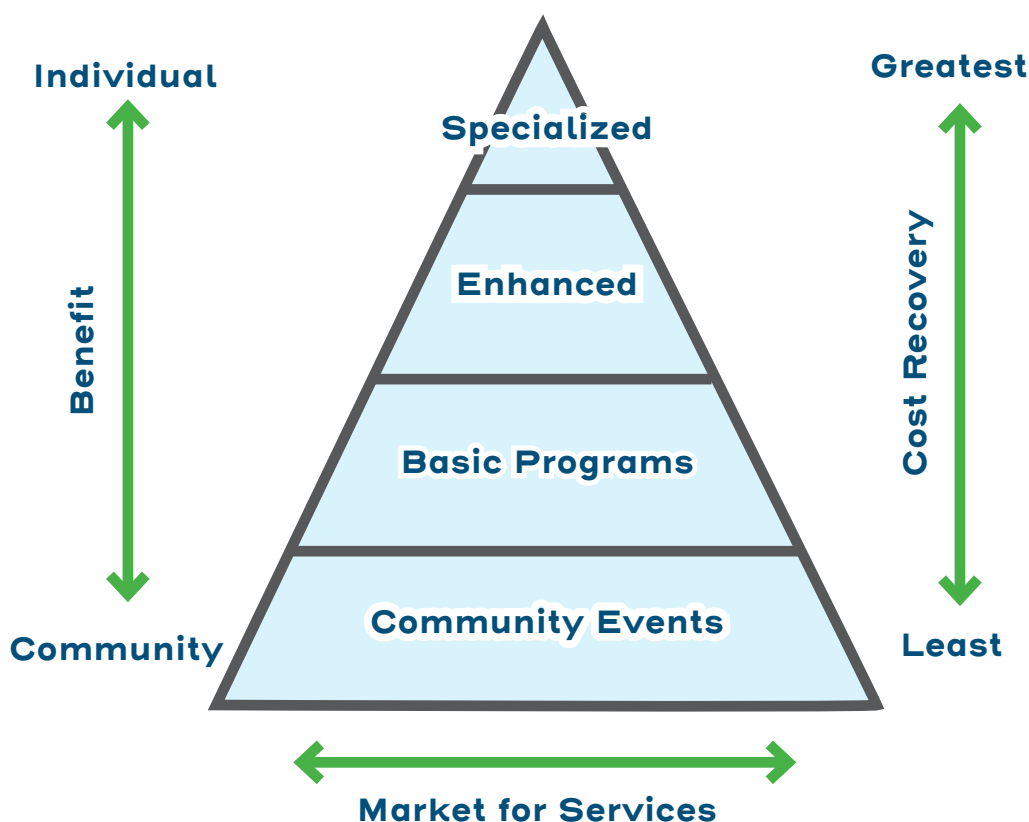 Individual
Greatest
Specialized
Enhanced
Benefit
Cost Recovery
Basic Programs
Community Events
Community
Least
Market for Services